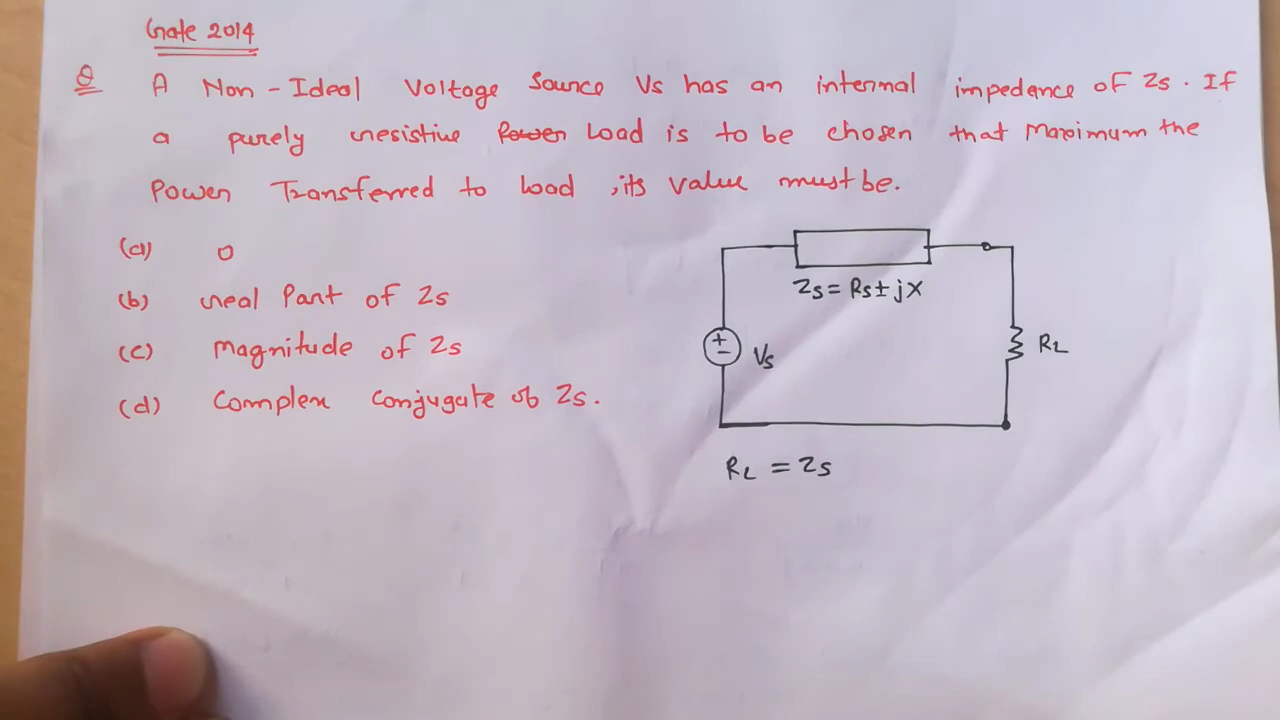 Gate 2014
Q A Non-Ideal Voltage Source Vs has an internal impedance of Zs. If
a purely resistive Power Load is to be chosen that Maximum the
Power Transferred to load, its value must be.
(a) 0
(b) real Part of Zs
(c) Magnitude of Zs
(d) Complex Conjugate of Zs.
Zs = Rs ± jX
+
-
Vs
RL
RL = Zs